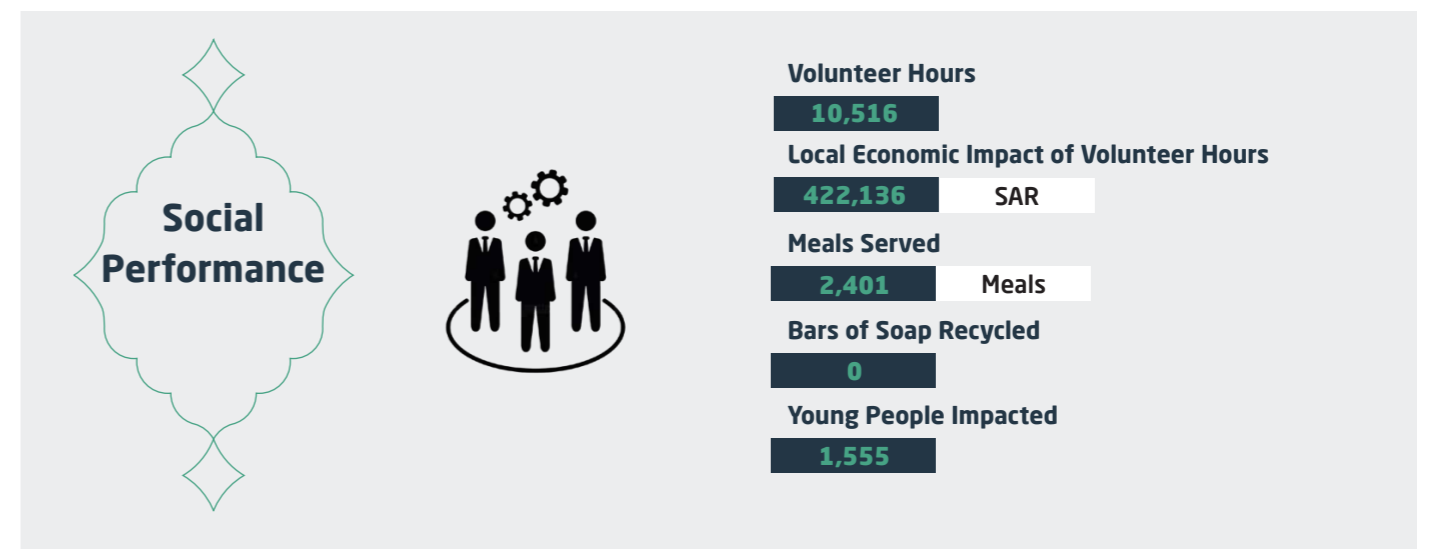 Social
Performance
Volunteer Hours
10,516
Local Economic Impact of Volunteer Hours
422,136 SAR
Meals Served
2,401 Meals
Bars of Soap Recycled
0
Young People Impacted
1,555